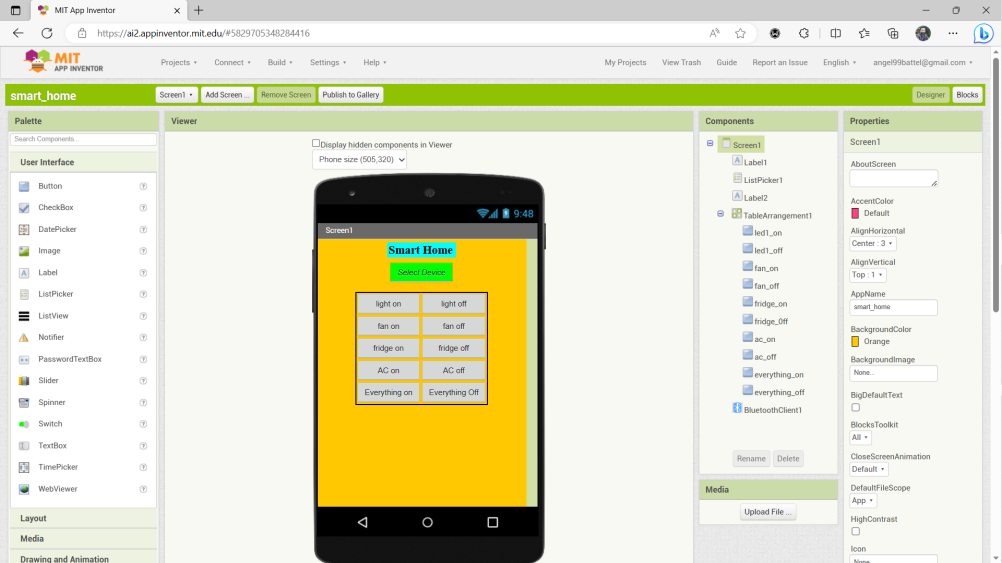 MIT App Inventor
https://ai2.appinventor.mit.edu/#5829705348284416
MIT
APP INVENTOR
Projects
Connect
Build
Settings
Help
My Projects
View Trash
Guide
Report an Issue
English
angel99battel@gmail.com
smart_home
Screen1
Add Screen ...
Remove Screen
Publish to Gallery
Designer
Blocks
Palette
Search Components...
User Interface
Button
CheckBox
DatePicker
Image
Label
ListPicker
ListView
Notifier
PasswordTextBox
Slider
Spinner
Switch
TextBox
TimePicker
WebViewer
Layout
Media
Drawing and Animation
Viewer
Display hidden components in Viewer
Phone size (505,320)
9:48
Screen1
Smart Home
Select Device
light on light off
fan on fan off
fridge on fridge off
AC on AC off
Everything on Everything Off
Components
Screen1
Label1
ListPicker1
Label2
TableArrangement1
led1_on
led1_off
fan_on
fan_off
fridge_on
fridge_0ff
ac_on
ac_off
everything_on
everything_off
BluetoothClient1
Rename
Delete
Media
Upload File ...
Properties
Screen1
AboutScreen
AccentColor
Default
AlignHorizontal
Center : 3
AlignVertical
Top : 1
AppName
smart_home
BackgroundColor
Orange
BackgroundImage
None...
BigDefaultText
BlocksToolkit
All
CloseScreenAnimation
Default
DefaultFileScope
App
HighContrast
Icon
None...